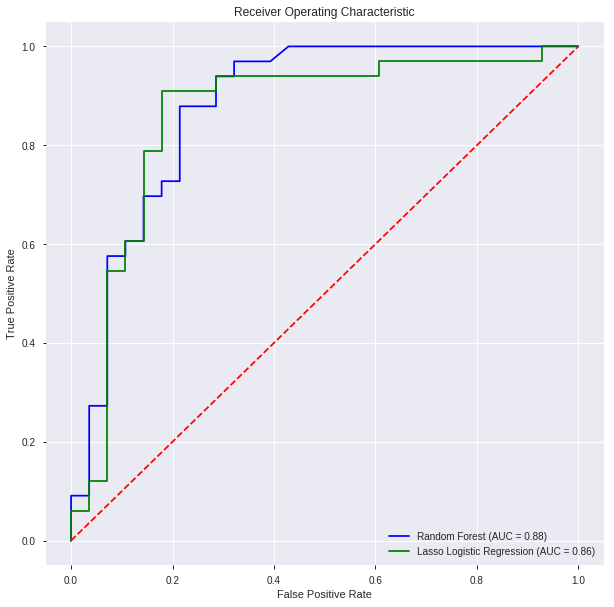 Receiver Operating Characteristic
True Positive Rate
1.0
0.8
0.6
0.4
0.2
0.0
Random Forest (AUC = 0.88)
Lasso Logistic Regression (AUC = 0.86)
0.0 0.2 0.4 0.6 0.8 1.0
False Positive Rate